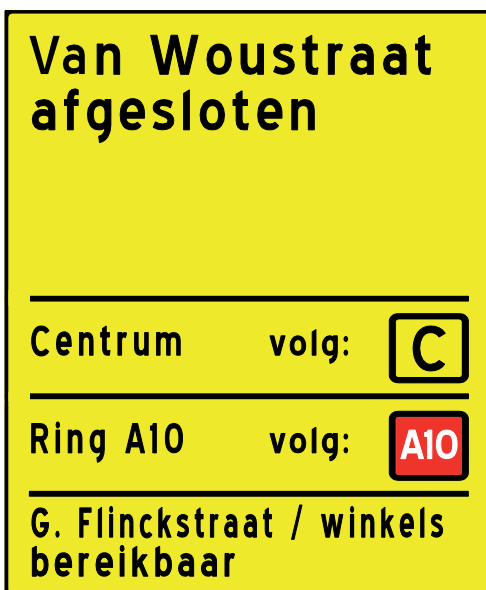 Van Woustraat
afgesloten
Centrum volg: C
Ring A10 volg: A10
G. Flinckstraat / winkels
bereikbaar